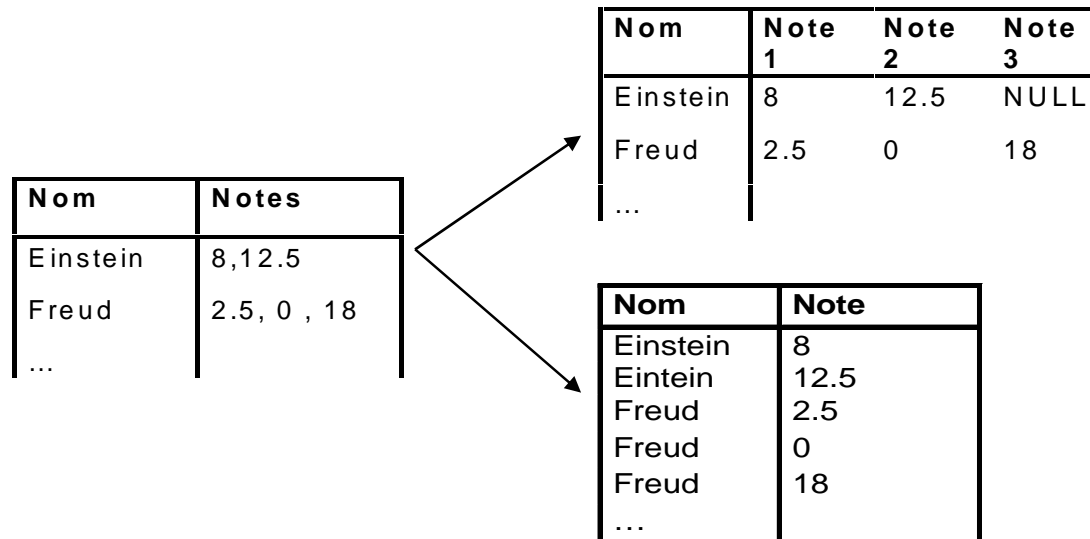 Nom Notes
Einstein 8,12.5
Freud 2.5, 0 , 18
...
Nom Note 1 Note 2 Note 3
Einstein 8 12.5 NULL
Freud 2.5 0 18
...
Nom Note
Einstein 8
Eintein 12.5
Freud 2.5
Freud 0
Freud 18
...